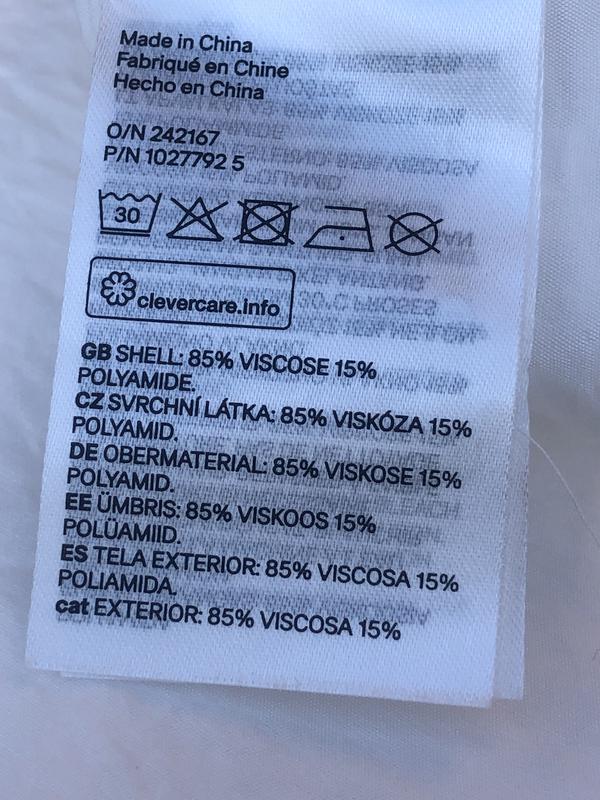 Made in China
Fabriqué en Chine
Hecho en China
O/N 242167
P/N 1027792 5
30
clevercare.info
GB SHELL: 85% VISCOSE 15%
POLYAMIDE.
CZ SVRCHNÍ LÁTKA: 85% VISKÓZA 15%
POLYAMID.
DE OBERMATERIAL: 85% VISKOSE 15%
POLYAMID.
EE ÜMBRIS: 85% VISKOOS 15%
POLÜAMIID.
ES TELA EXTERIOR: 85% VISCOSA 15%
POLIAMIDA.
cat EXTERIOR: 85% VISCOSA 15%